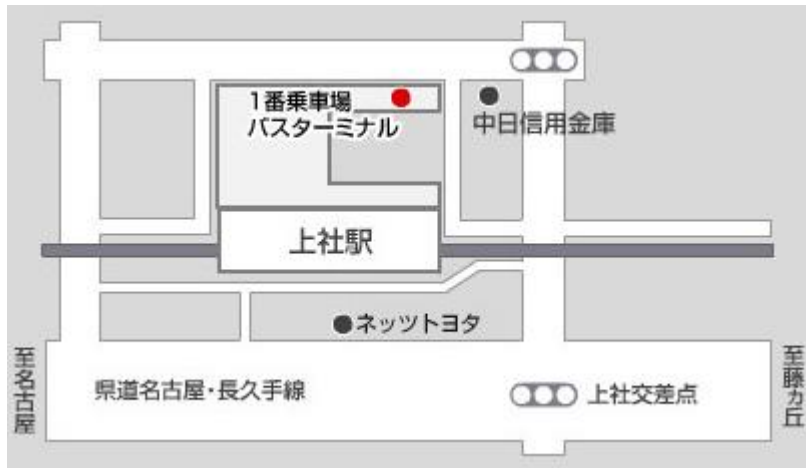 1番乗車場
バスターミナル
中日信用金庫
上社駅
ネッツトヨタ
至名古屋
県道名古屋・長久手線
上社交差点
至藤ヵ丘